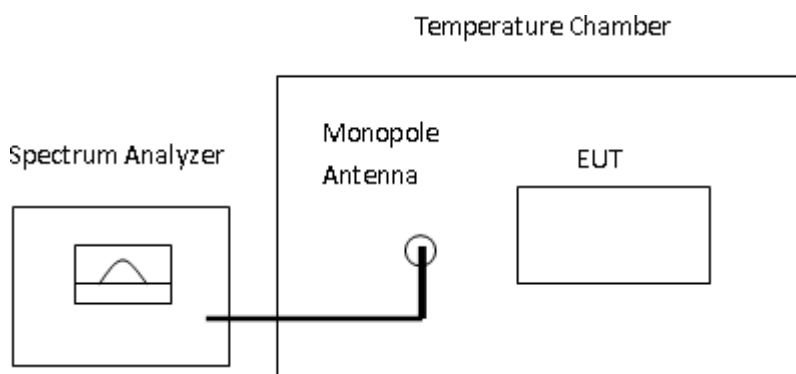 Temperature Chamber
Monopole
Antenna
Spectrum Analyzer
EUT